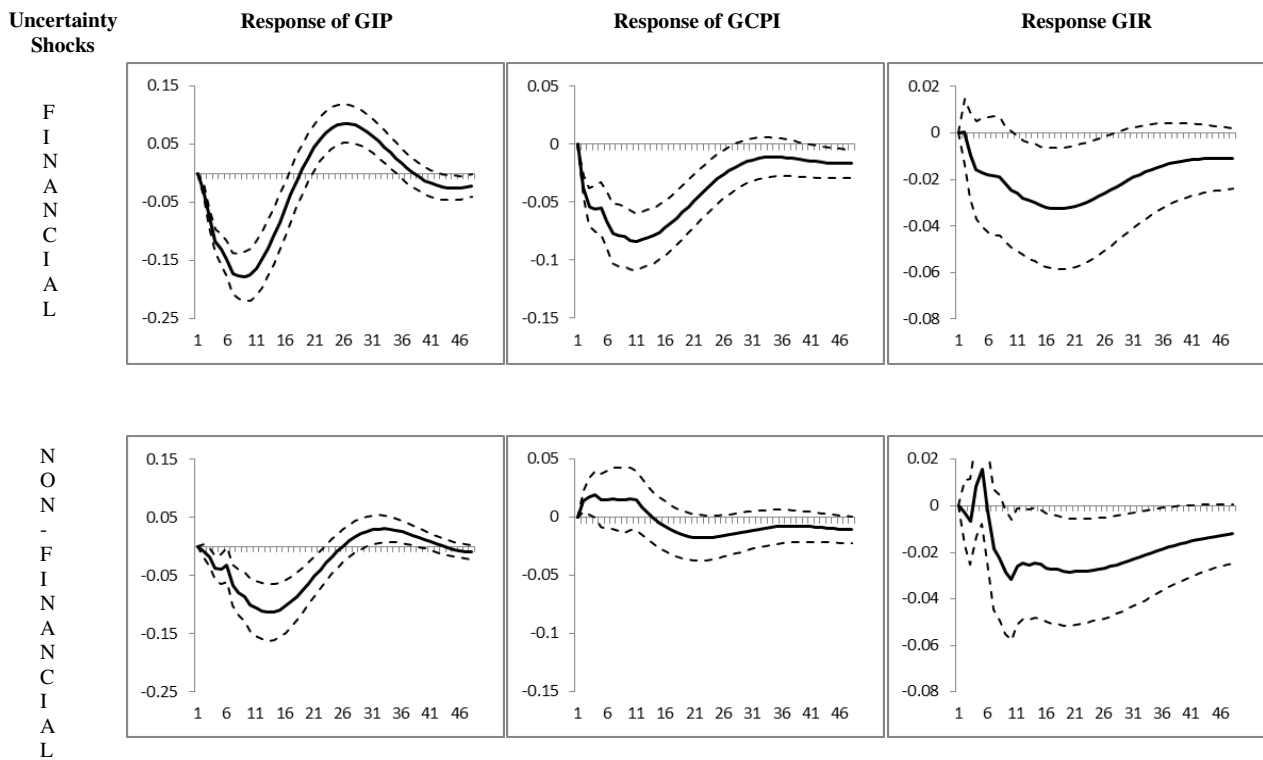 Uncertainty
Shocks
Response of GIP
Response of GCPI
Response GIR
FINANCIAL
0.15
0.05
-0.05
-0.15
-0.25
1 6 11 16 21 26 31 36 41 46
0.05
0
-0.05
-0.1
-0.15
1 6 11 16 21 26 31 36 41 46
0.02
0
-0.02
-0.04
-0.06
-0.08
1 6 11 16 21 26 31 36 41 46
NON-FINANCIAL
0.15
0.05
-0.05
-0.15
-0.25
1 6 11 16 21 26 31 36 41 46
0.05
0
-0.05
-0.1
-0.15
1 6 11 16 21 26 31 36 41 46
0.02
0
-0.02
-0.04
-0.06
-0.08
1 6 11 16 21 26 31 36 41 46